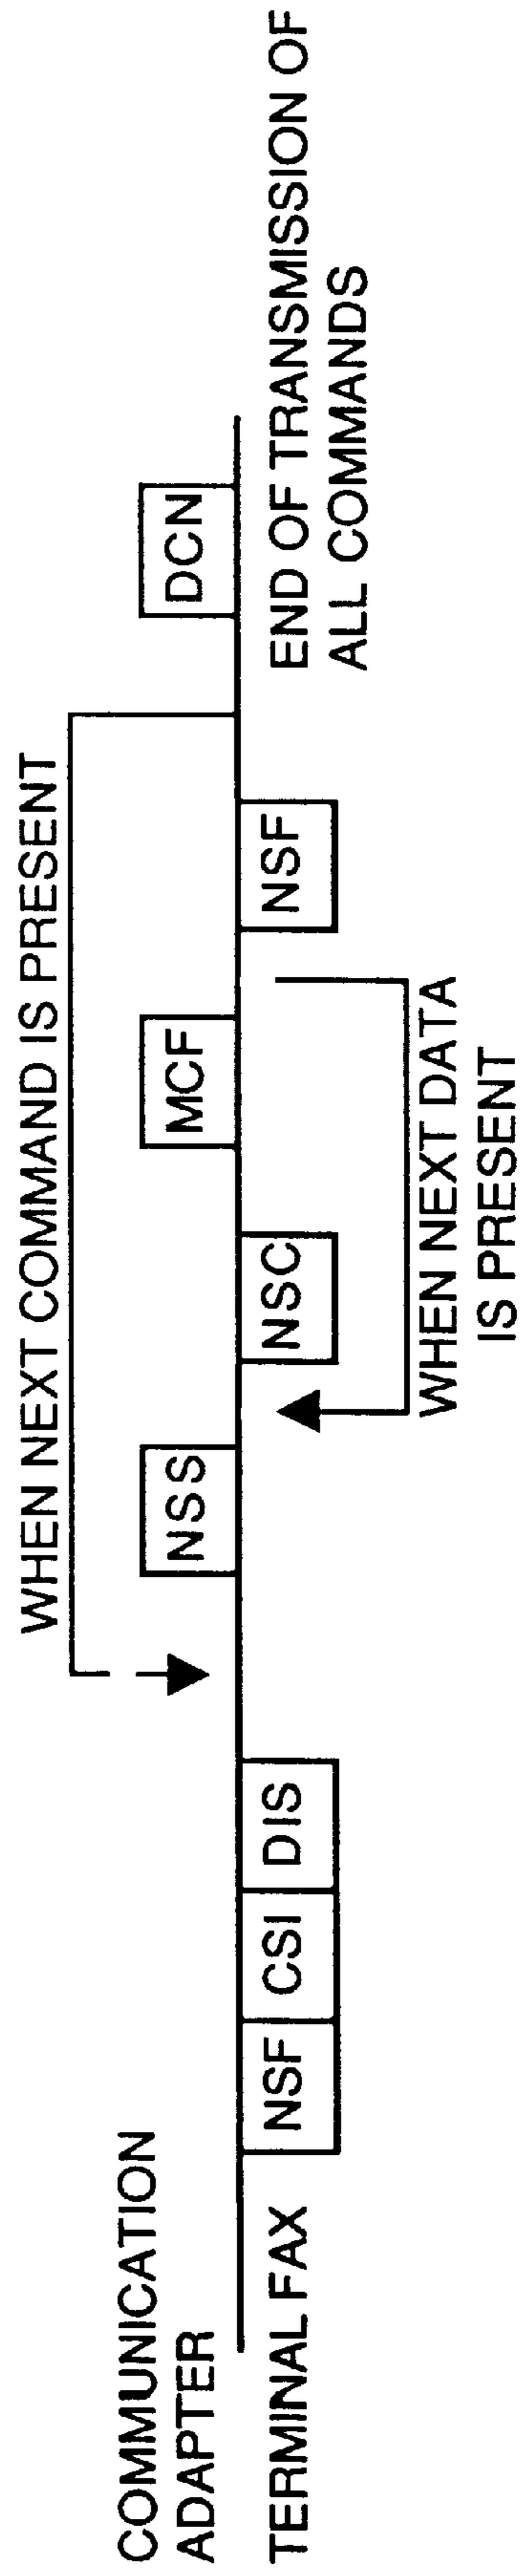 WHEN NEXT COMMAND IS PRESENT
COMMUNICATION
ADAPTER
NSS
MCF
DCN
TERMINAL FAX
NSF
CSI
DIS
NSC
NSF
END OF TRANSMISSION OF
ALL COMMANDS
WHEN NEXT DATA
IS PRESENT